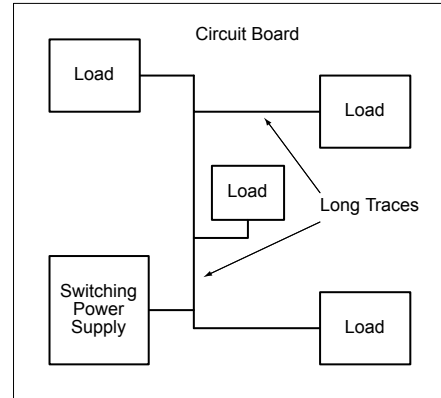 Circuit Board
Load
Load
Load
Long Traces
Switching
Power
Supply
Load